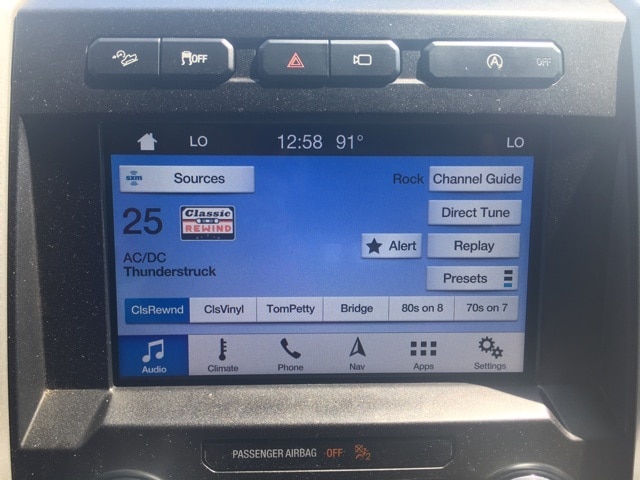 OFF A OFF
LO 12:58 91° LO
sxm Sources Rock Channel Guide
25 Classic REWIND Direct Tune
Alert Replay
AC/DC
Thunderstruck
Presets
ClsRewnd ClsVinyl TomPetty Bridge 80s on 8 70s on 7
Audio Climate Phone Nav Apps Settings
PASSENGER AIRBAG OFF 2